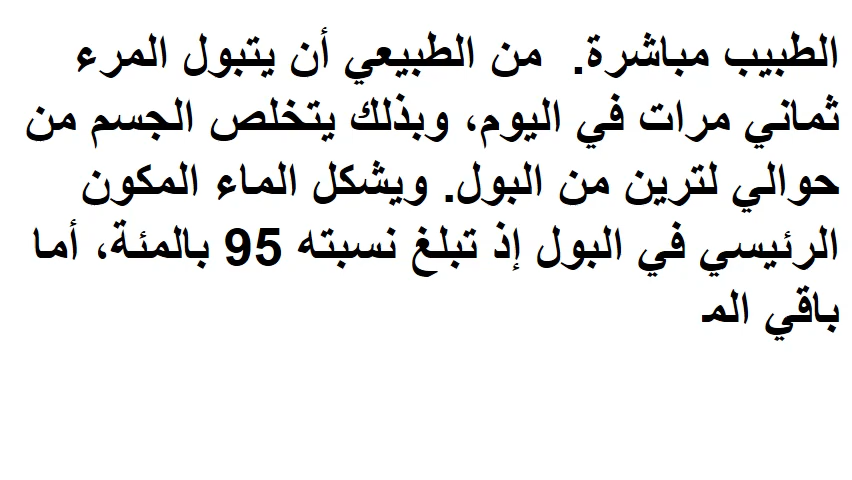 الطبيب مباشرة.  من الطبيعي أن يتبول المرء
ثماني مرات في اليوم، وبذلك يتخلص الجسم من
حوالي لترين من البول. ويشكل الماء المكون
الرئيسي في البول إذ تبلغ نسبته 95 بالمئة، أما
باقي المـ